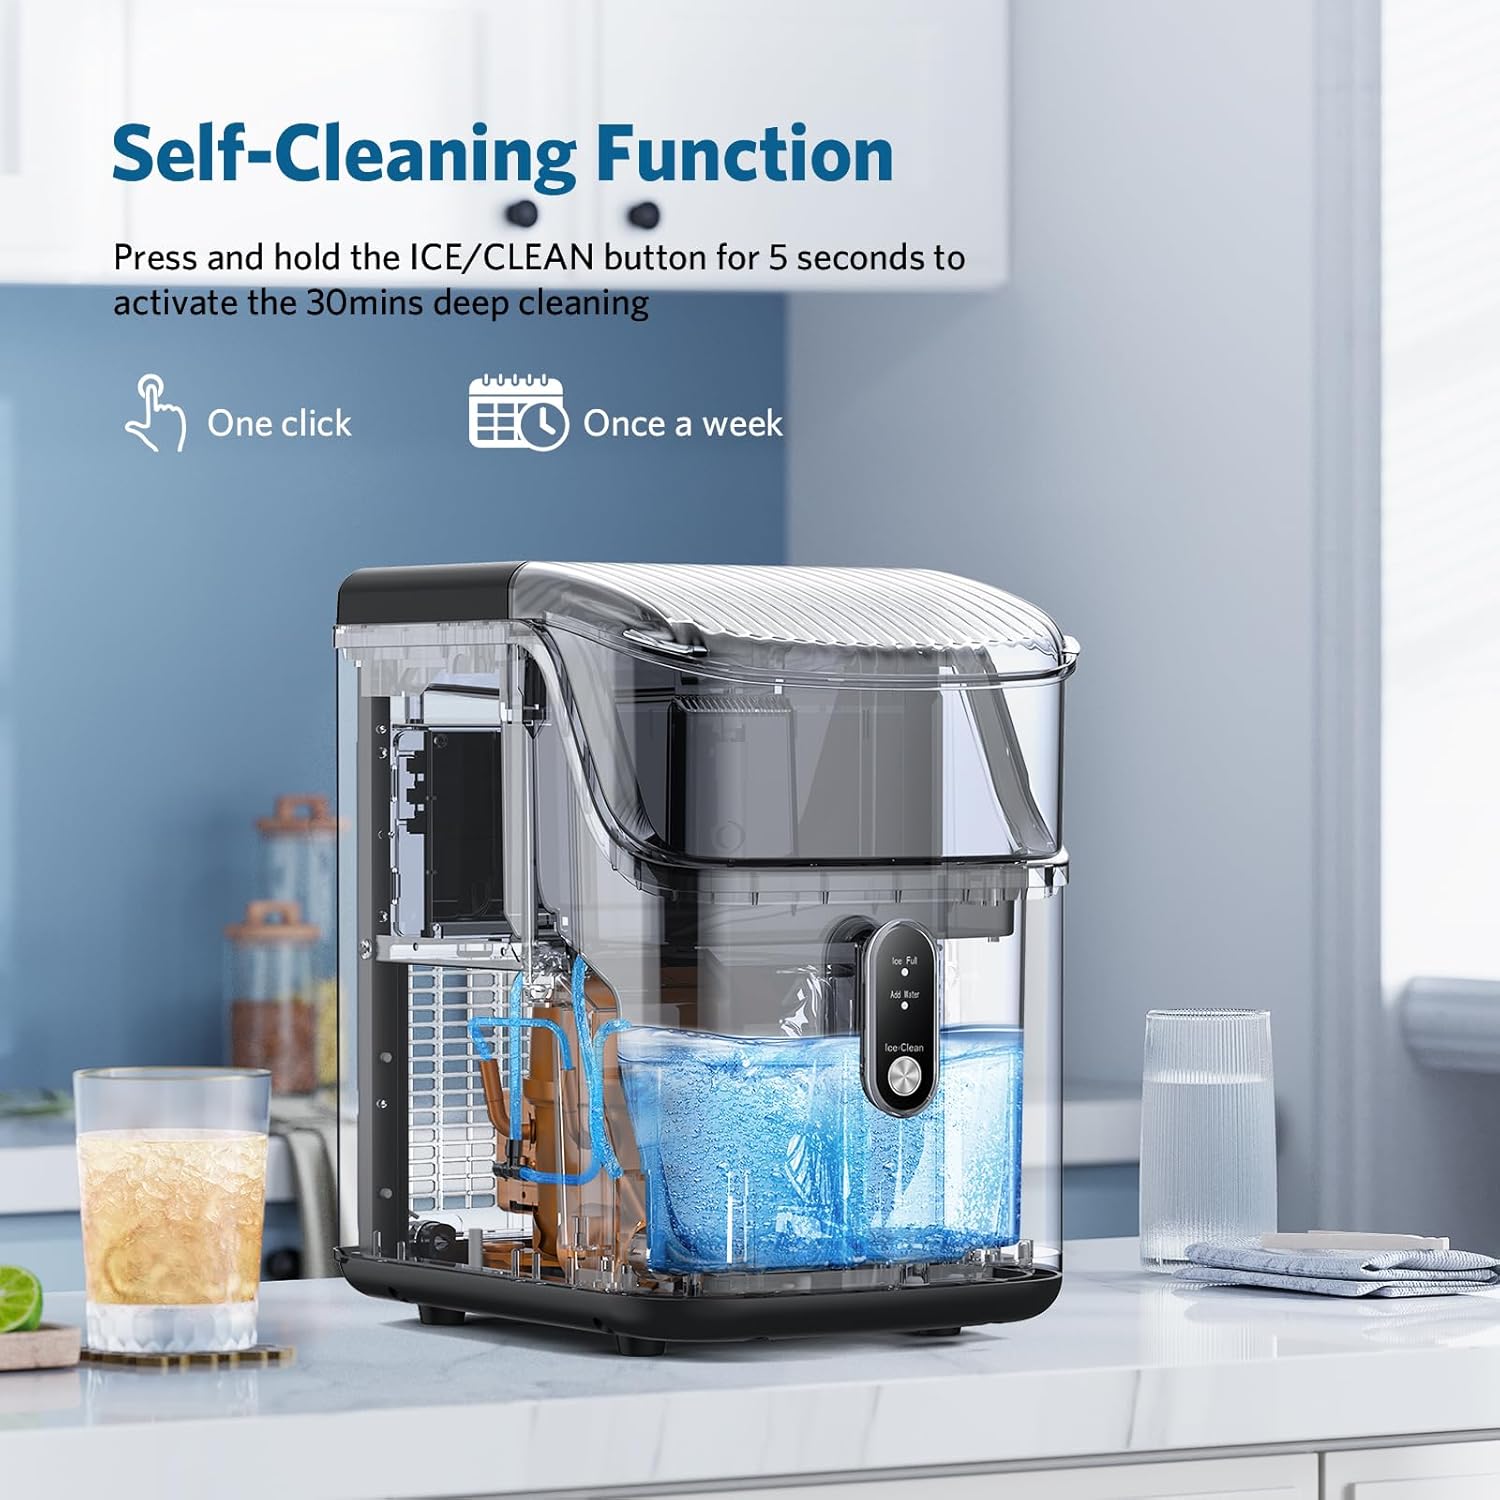 Self-Cleaning Function
Press and hold the ICE/CLEAN button for 5 seconds to
activate the 30mins deep cleaning
One click
Once a week
Ice Full
Add Water
Ice·Clean